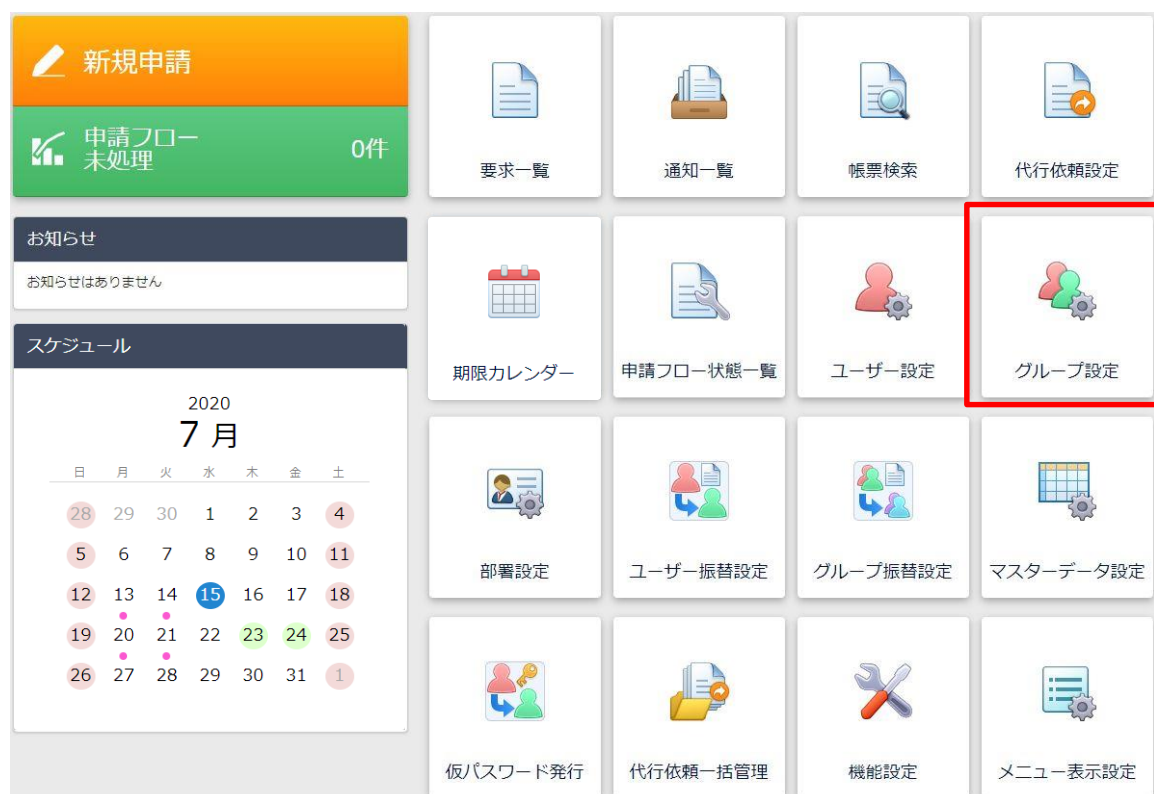 新規申請
申請フロー
未処理
0件
お知らせ
お知らせはありません
スケジュール
2020
7 月
日 月 火 水 木 金 土
28 29 30 1 2 3 4
5 6 7 8 9 10 11
12 13 14 15 16 17 18
19 20 21 22 23 24 25
26 27 28 29 30 31 1
要求一覧 通知一覧 帳票検索 代行依頼設定
期限カレンダー 申請フロー状態一覧 ユーザー設定 グループ設定
部署設定 ユーザー振替設定 グループ振替設定 マスターデータ設定
仮パスワード発行 代行依頼一括管理 機能設定 メニュー表示設定